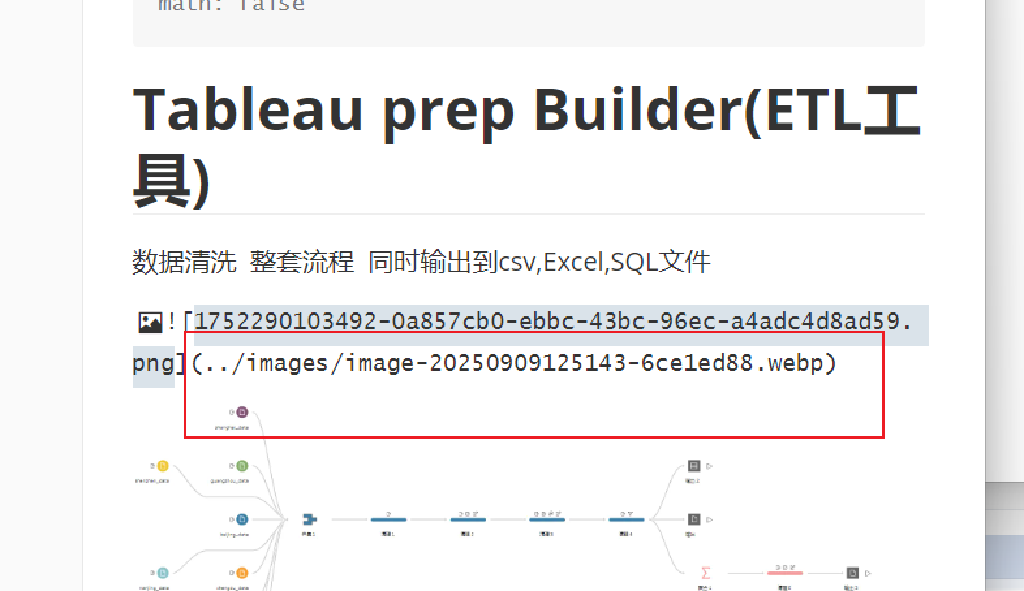 math: false
Tableau prep Builder(ETL工
具)
数据清洗 整套流程 同时输出到csv,Excel,SQL文件
![1752290103492-0a857cb0-ebbc-43bc-96ec-a4adc4d8ad59.
png](../images/image-20250909125143-6ce1ed88.webp)